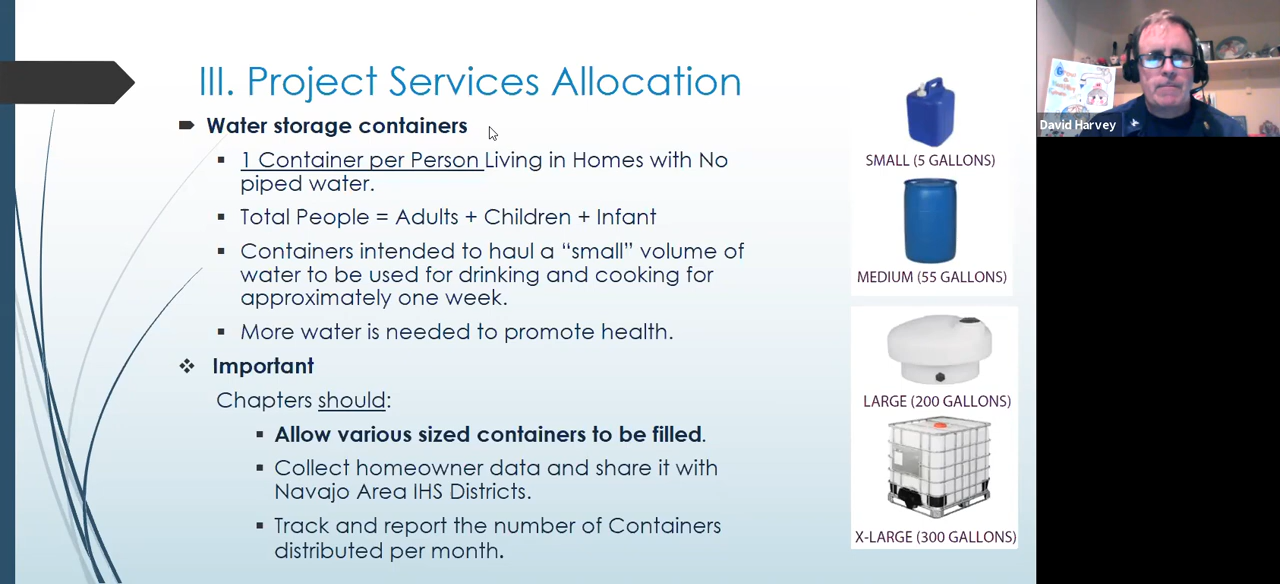 III. Project Services Allocation
Water storage containers
1 Container per Person Living in Homes with No
piped water.
Total People = Adults + Children + Infant
Containers intended to haul a “small” volume of
water to be used for drinking and cooking for
approximately one week.
More water is needed to promote health.
Important
Chapters should:
Allow various sized containers to be filled.
Collect homeowner data and share it with
Navajo Area IHS Districts.
Track and report the number of Containers
distributed per month.
SMALL (5 GALLONS)
MEDIUM (55 GALLONS)
LARGE (200 GALLONS)
X-LARGE (300 GALLONS)
David Harvey